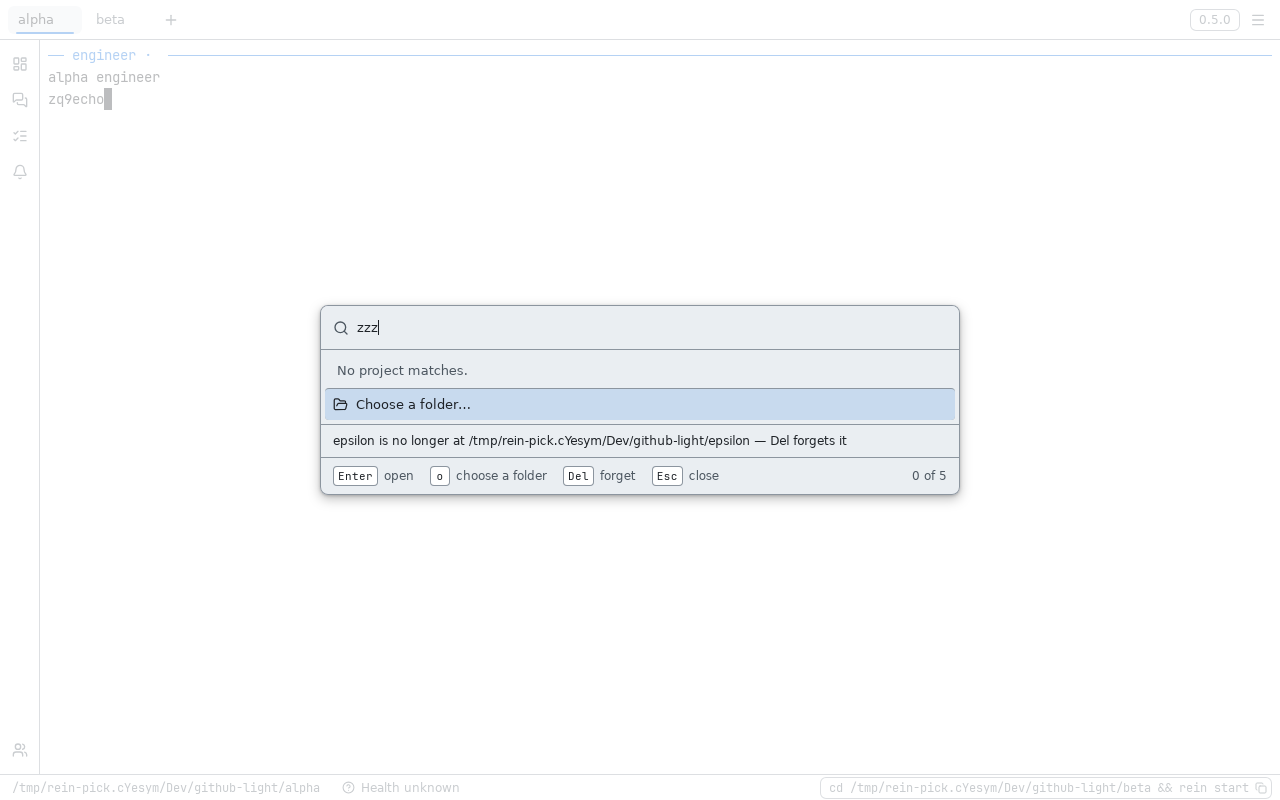 alpha beta 0.5.0
engineer ·
alpha engineer
zq9echo
zzz
No project matches.
Choose a folder...
epsilon is no longer at /tmp/rein-pick.cYesym/Dev/github-light/epsilon — Del forgets it
Enter open o choose a folder Del forget Esc close 0 of 5
/tmp/rein-pick.cYesym/Dev/github-light/alpha Health unknown cd /tmp/rein-pick.cYesym/Dev/github-light/beta && rein start